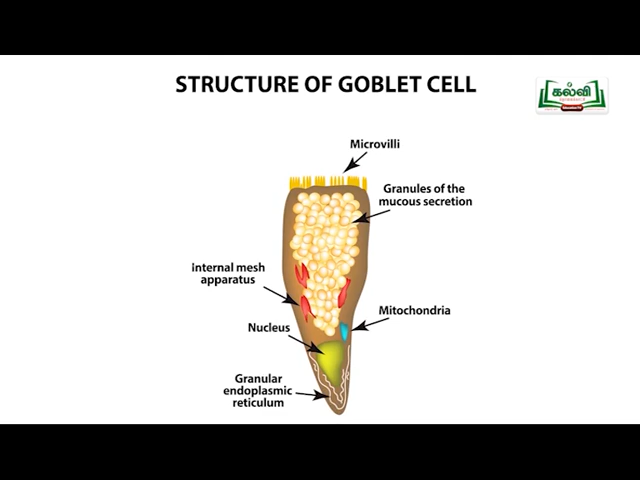 STRUCTURE OF GOBLET CELL
கல்வி
Microvilli
Granules of the
mucous secretion
Internal mesh
apparatus
Mitochondria
Nucleus
Granular
endoplasmic
reticulum